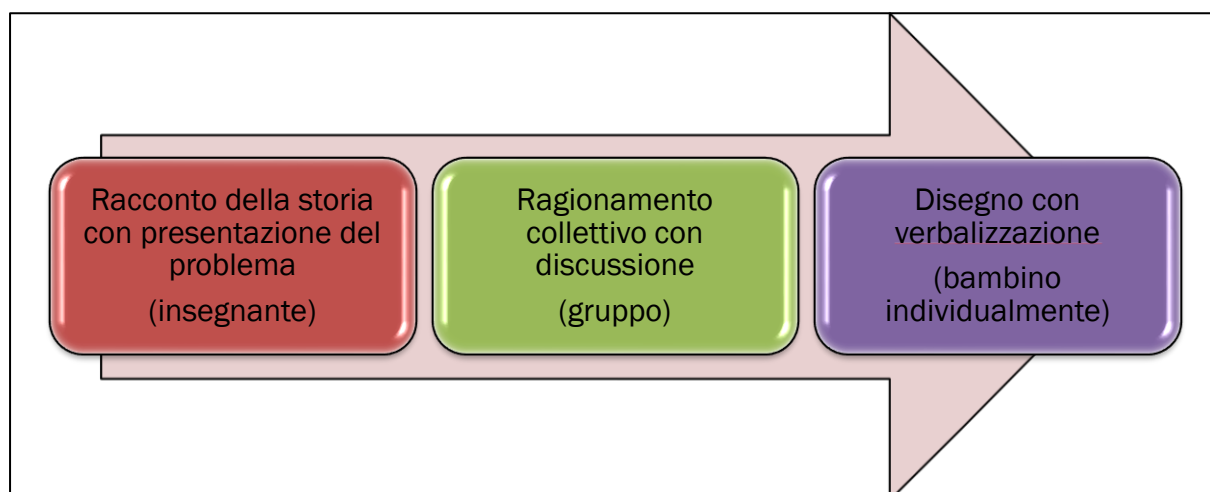 Racconto della storia
con presentazione del
problema
(insegnante)
Ragionamento
collettivo con
discussione
(gruppo)
Disegno con
verbalizzazione
(bambino
individualmente)